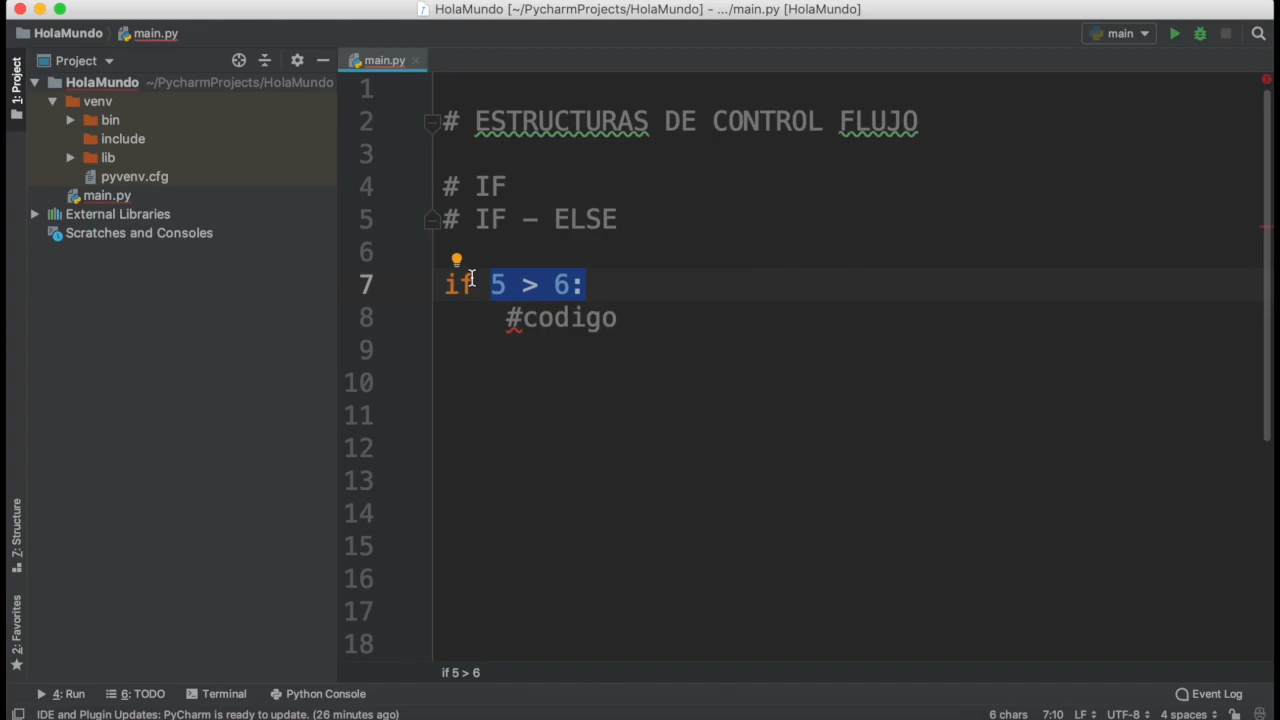 HolaMundo [~/PycharmProjects/HolaMundo] - .../main.py [HolaMundo]
HolaMundo main.py main
1: Project
Project
main.py
HolaMundo ~/PycharmProjects/HolaMundo
venv
bin
include
lib
pyvenv.cfg
main.py
External Libraries
Scratches and Consoles
1
2 # ESTRUCTURAS DE CONTROL FLUJO
3
4 # IF
5 # IF - ELSE
6
7 if 5 > 6:
8 #codigo
9
10
11
12
13
14
15
16
17
18
7: Structure
2: Favorites
if 5 > 6
4: Run 6: TODO Terminal Python Console Event Log
IDE and Plugin Updates: PyCharm is ready to update. (26 minutes ago) 6 chars 7:10 LF UTF-8 4 spaces